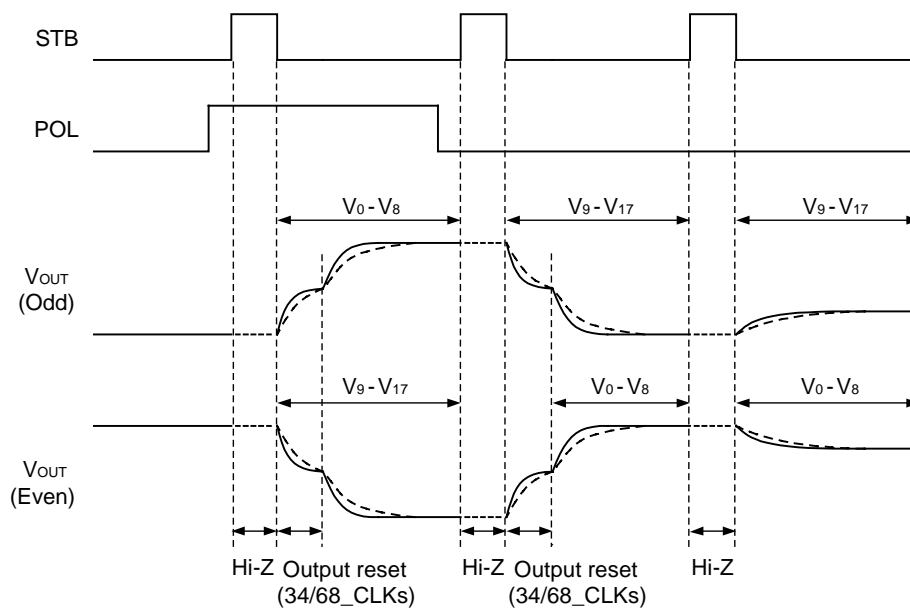 STB
POL
V0 - V8
V9 - V17
V9 - V17
VOUT
(Odd)
V9 - V17
V0 - V8
V0 - V8
VOUT
(Even)
Hi-Z
Output reset
(34/68_CLKs)
Hi-Z
Output reset
(34/68_CLKs)
Hi-Z